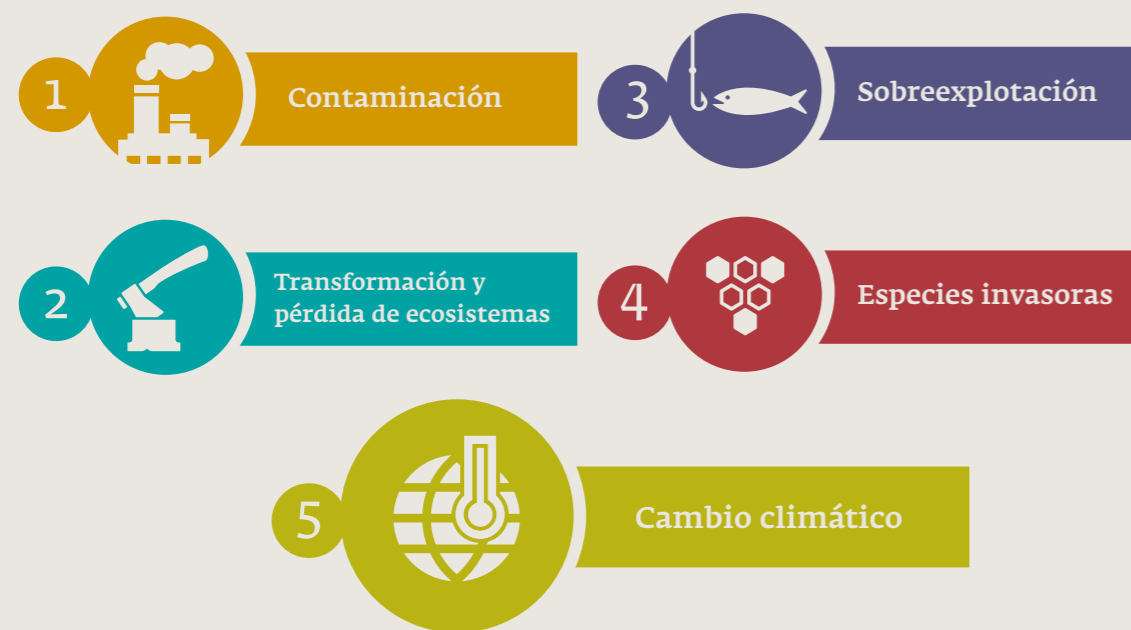 1
Contaminación
2
Transformación y
pérdida de ecosistemas
3
Sobreexplotación
4
Especies invasoras
5
Cambio climático